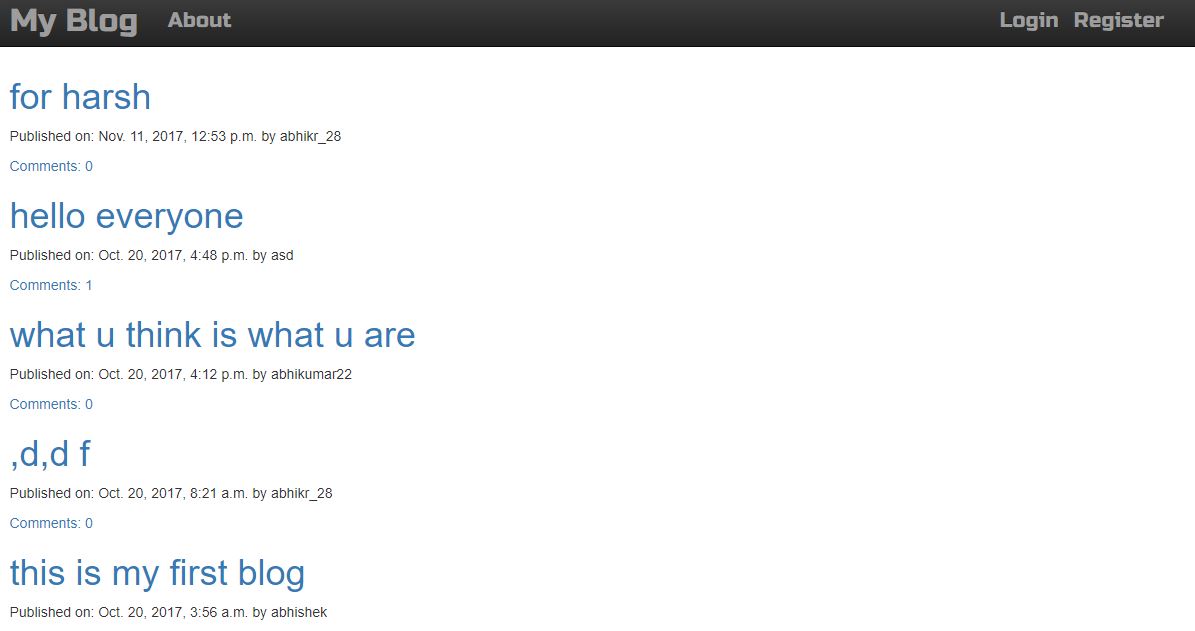 My Blog About Login Register
for harsh
Published on: Nov. 11, 2017, 12:53 p.m. by abhikr_28
Comments: 0
hello everyone
Published on: Oct. 20, 2017, 4:48 p.m. by asd
Comments: 1
what u think is what u are
Published on: Oct. 20, 2017, 4:12 p.m. by abhikumar22
Comments: 0
,d,d f
Published on: Oct. 20, 2017, 8:21 a.m. by abhikr_28
Comments: 0
this is my first blog
Published on: Oct. 20, 2017, 3:56 a.m. by abhishek